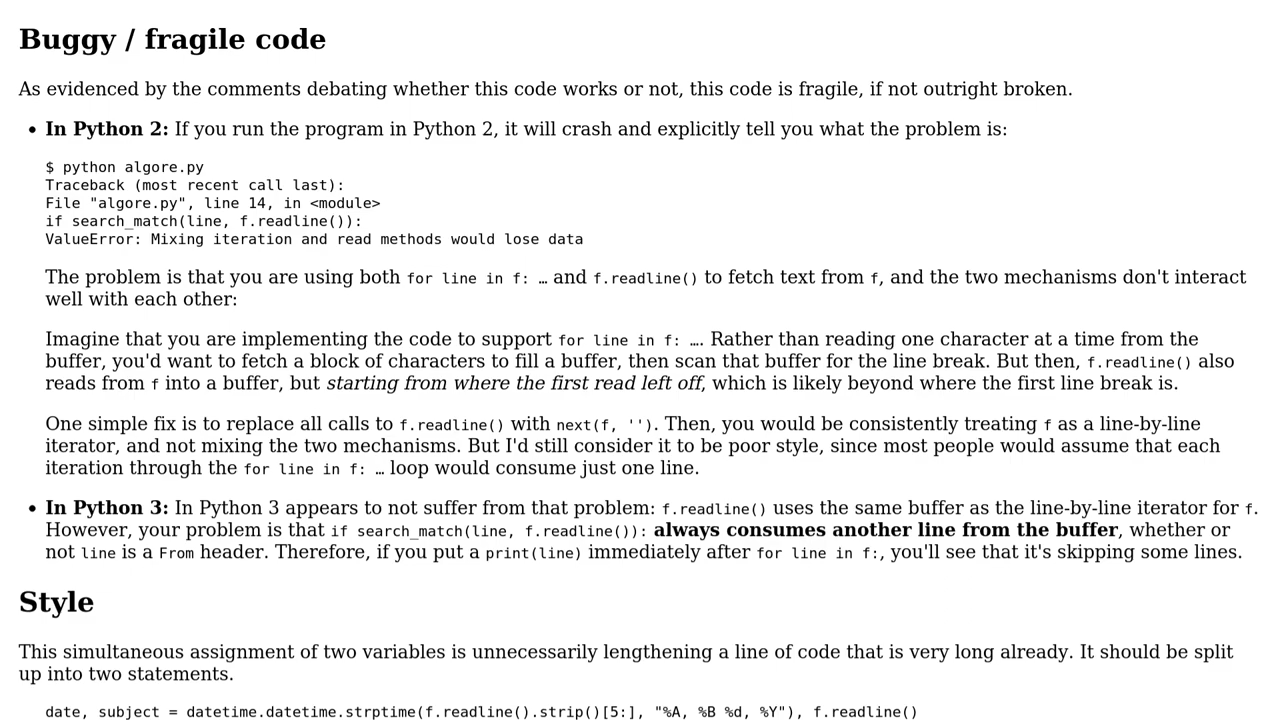 Buggy / fragile code
As evidenced by the comments debating whether this code works or not, this code is fragile, if not outright broken.
• In Python 2: If you run the program in Python 2, it will crash and explicitly tell you what the problem is:
$ python algore.py
Traceback (most recent call last):
File "algore.py", line 14, in <module>
if search_match(line, f.readline()):
ValueError: Mixing iteration and read methods would lose data
The problem is that you are using both for line in f: … and f.readline() to fetch text from f, and the two mechanisms don't interact
well with each other:
Imagine that you are implementing the code to support for line in f: …. Rather than reading one character at a time from the
buffer, you'd want to fetch a block of characters to fill a buffer, then scan that buffer for the line break. But then, f.readline() also
reads from f into a buffer, but starting from where the first read left off, which is likely beyond where the first line break is.
One simple fix is to replace all calls to f.readline() with next(f, ''). Then, you would be consistently treating f as a line-by-line
iterator, and not mixing the two mechanisms. But I'd still consider it to be poor style, since most people would assume that each
iteration through the for line in f: … loop would consume just one line.
• In Python 3: In Python 3 appears to not suffer from that problem: f.readline() uses the same buffer as the line-by-line iterator for f.
However, your problem is that if search_match(line, f.readline()): always consumes another line from the buffer, whether or
not line is a From header. Therefore, if you put a print(line) immediately after for line in f:, you'll see that it's skipping some lines.
Style
This simultaneous assignment of two variables is unnecessarily lengthening a line of code that is very long already. It should be split
up into two statements.
date, subject = datetime.datetime.strptime(f.readline().strip()[5:], "%A, %B %d, %Y"), f.readline()